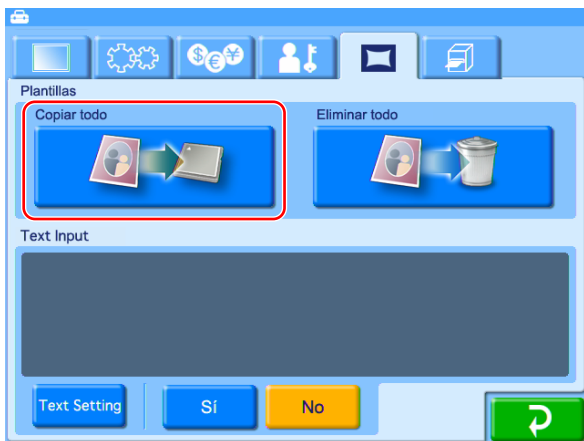 Plantillas
Copiar todo
Eliminar todo
Text Input
Text Setting
Sí
No